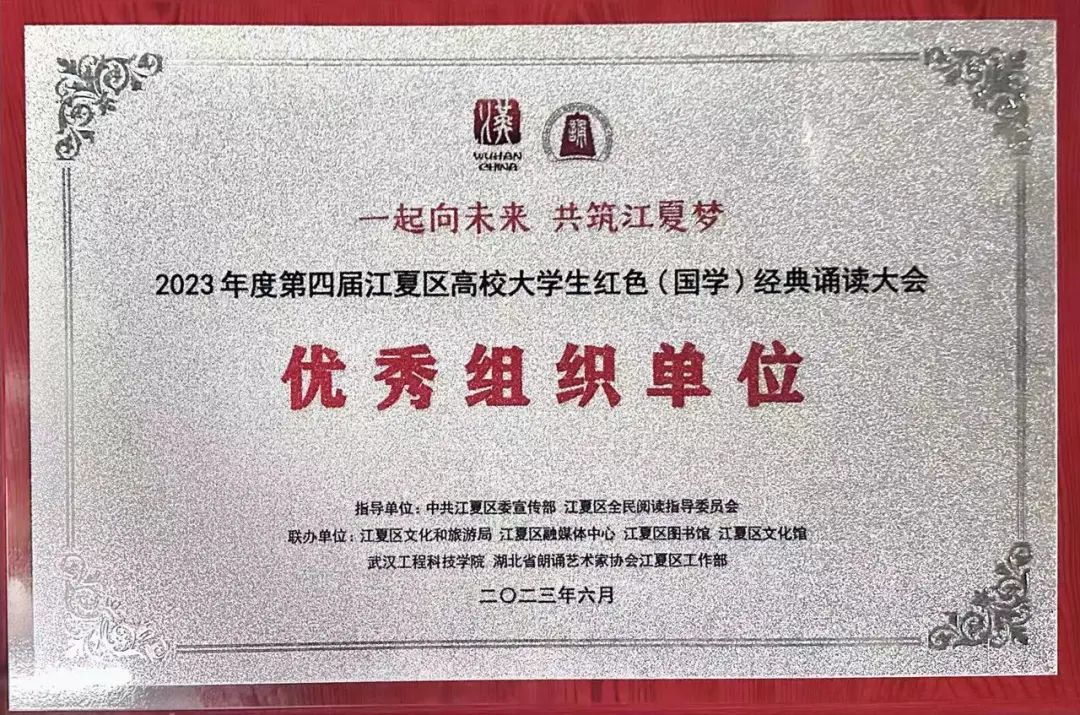 漢
WUHAN
CHINA
誦
一起向未来 共筑江夏梦
2023年度第四届江夏区高校大学生红色（国学）经典诵读大会
优秀组织单位
指导单位：中共江夏区委宣传部 江夏区全民阅读指导委员会
联办单位：江夏区文化和旅游局 江夏区融媒体中心 江夏区图书馆 江夏区文化馆
武汉工程科技学院 湖北省朗诵艺术家协会江夏区工作部
二〇二三年六月